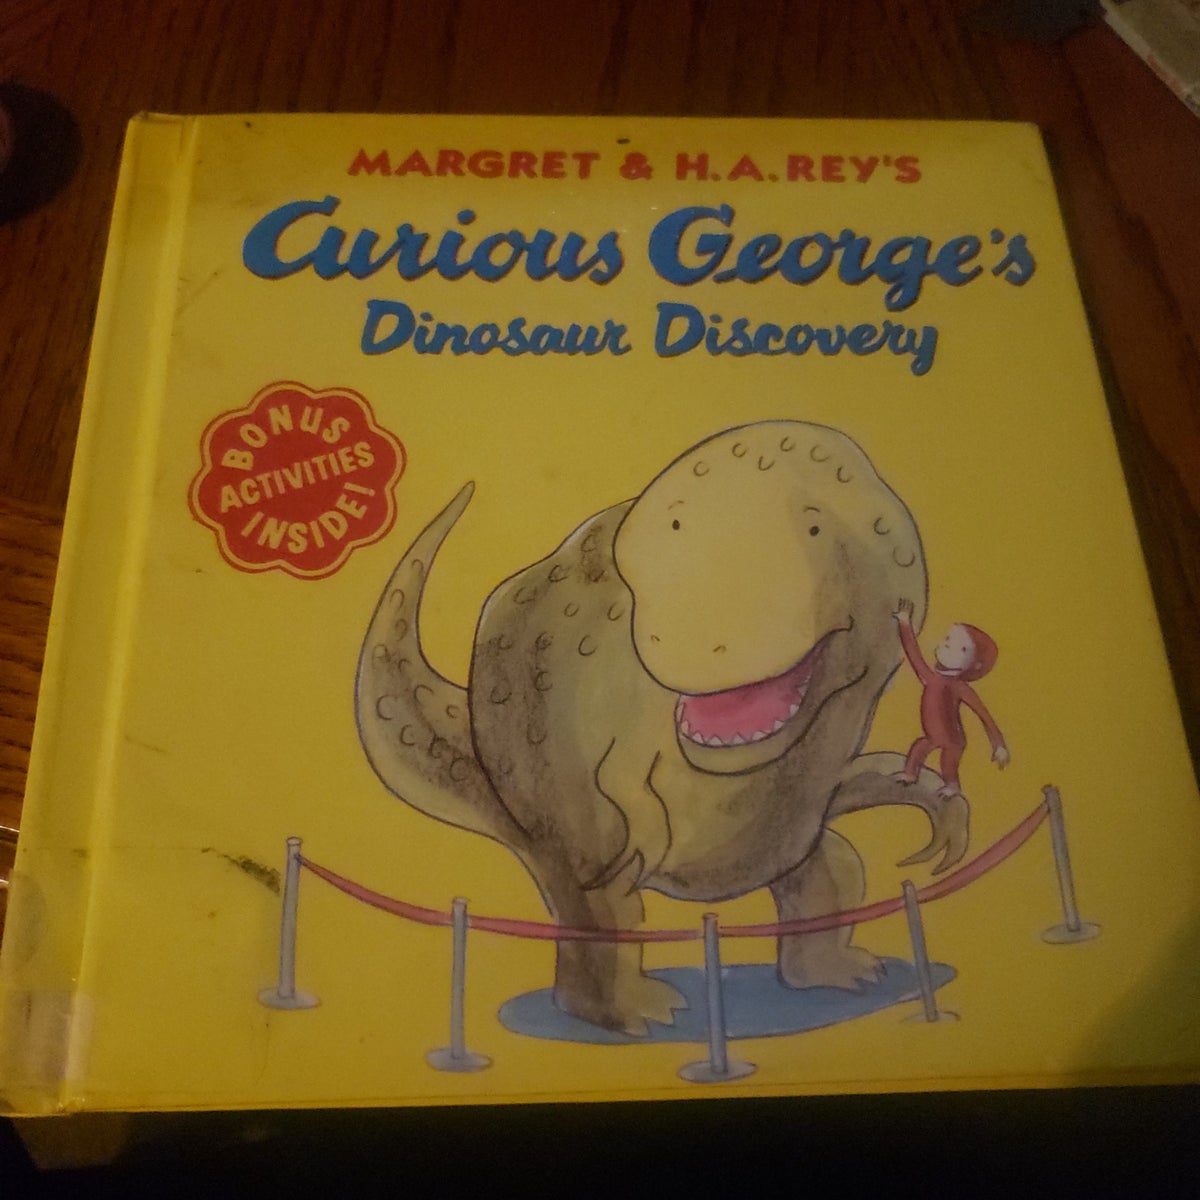 MARGRET & H.A.REY'S
Curious George's
Dinosaur Discovery
BONUS
ACTIVITIES
INSIDE!